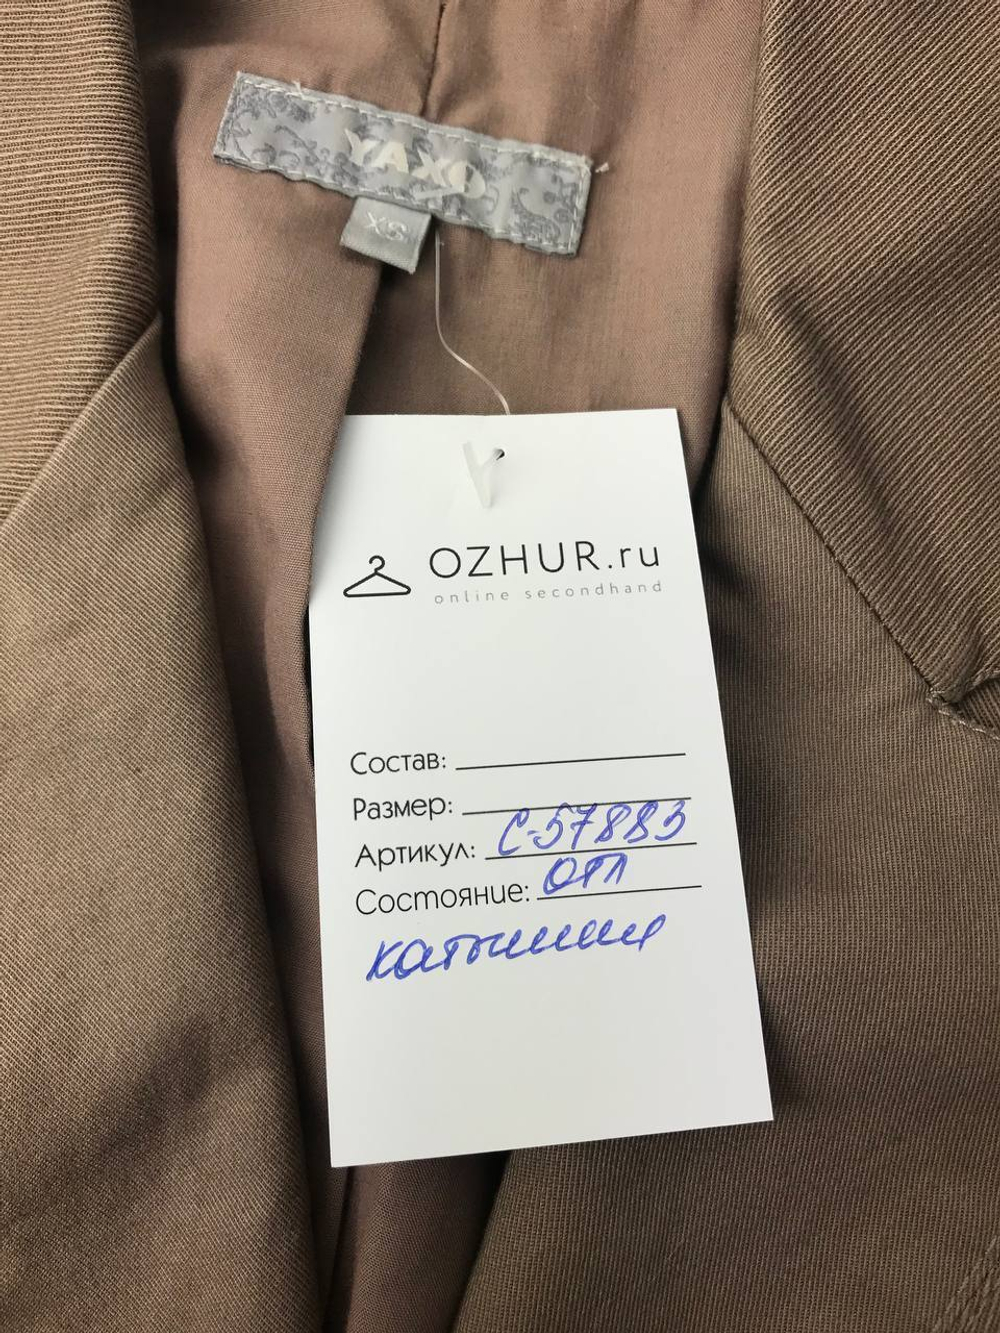 YAXO
XS
OZHUR.ru
online secondhand
Состав:
Размер:
Артикул: С-57883
Состояние: ОТЛ
катышки